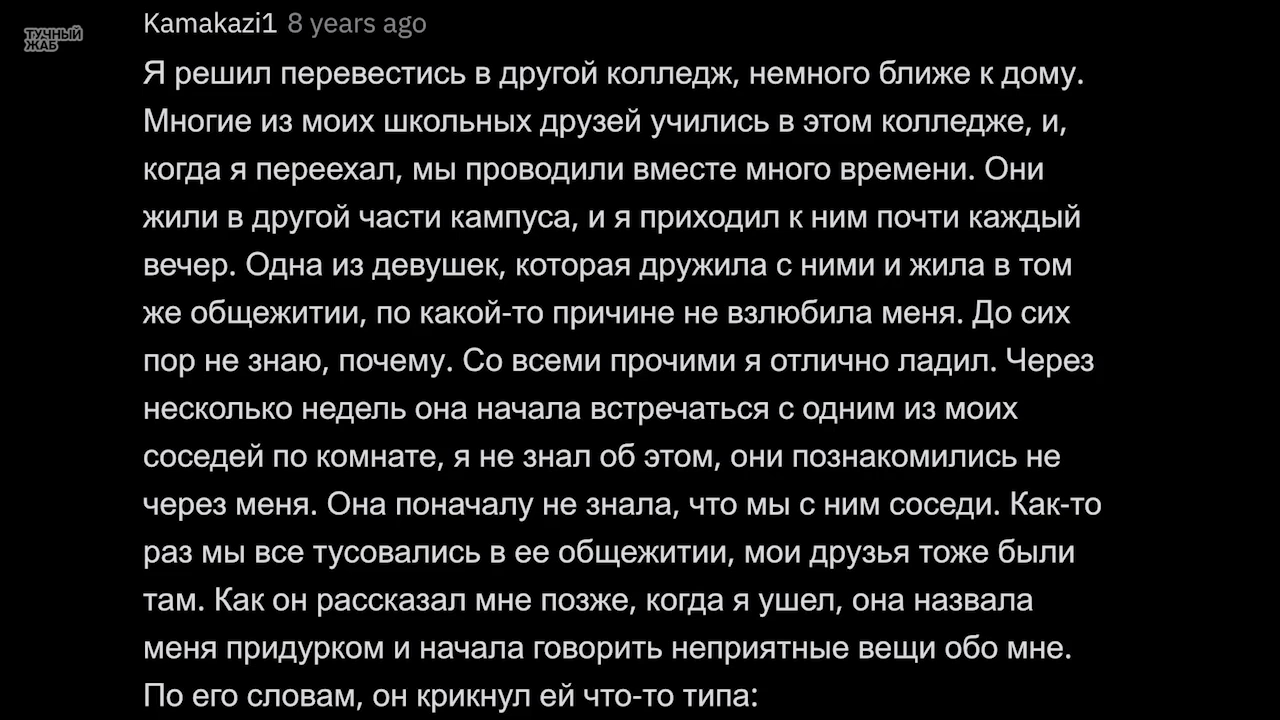 ТУЧНЫЙ
ЖАБ
Kamakazi1 8 years ago
Я решил перевестись в другой колледж, немного ближе к дому.
Многие из моих школьных друзей учились в этом колледже, и,
когда я переехал, мы проводили вместе много времени. Они
жили в другой части кампуса, и я приходил к ним почти каждый
вечер. Одна из девушек, которая дружила с ними и жила в том
же общежитии, по какой-то причине не взлюбила меня. До сих
пор не знаю, почему. Со всеми прочими я отлично ладил. Через
несколько недель она начала встречаться с одним из моих
соседей по комнате, я не знал об этом, они познакомились не
через меня. Она поначалу не знала, что мы с ним соседи. Как-то
раз мы все тусовались в ее общежитии, мои друзья тоже были
там. Как он рассказал мне позже, когда я ушел, она назвала
меня придурком и начала говорить неприятные вещи обо мне.
По его словам, он крикнул ей что-то типа: